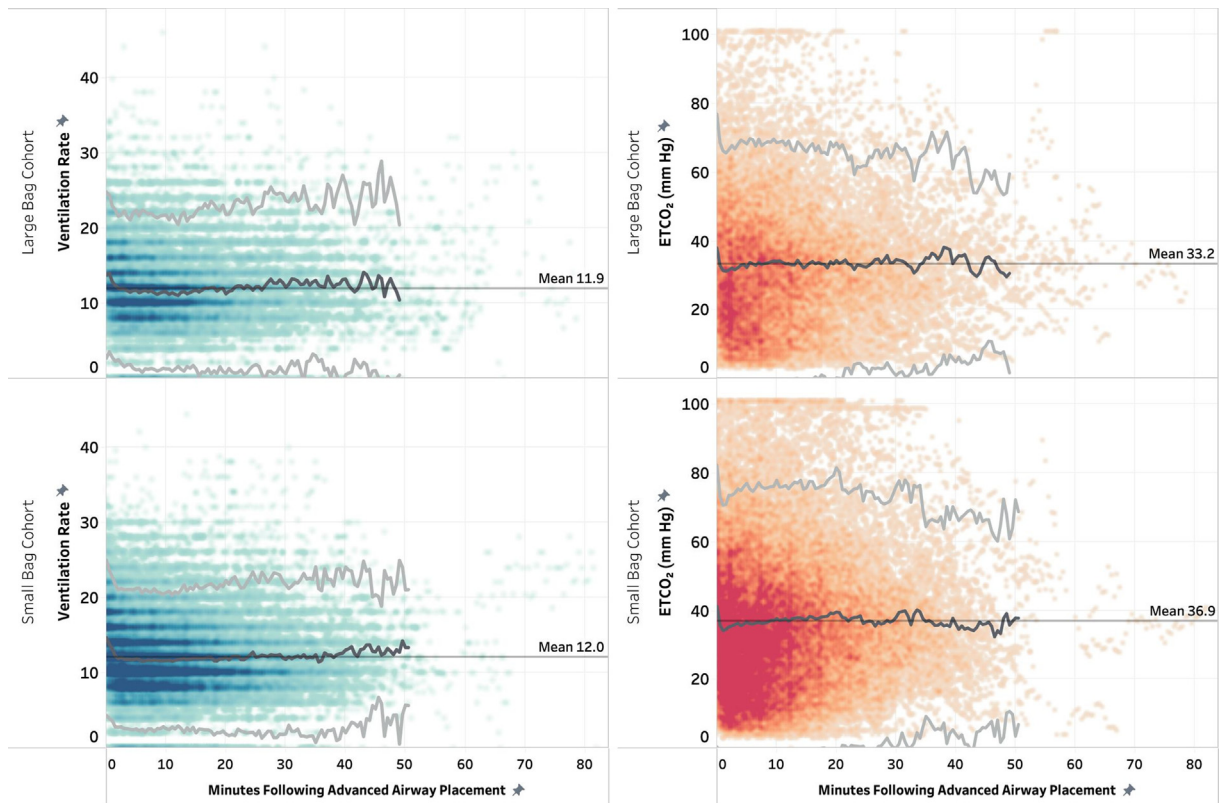 Large Bag Cohort
Ventilation Rate
40
30
20
10
0
Mean 11.9
Large Bag Cohort
ETCO₂ (mm Hg)
100
80
60
40
20
0
Mean 33.2
Small Bag Cohort
Ventilation Rate
40
30
20
10
0
Mean 12.0
Small Bag Cohort
ETCO₂ (mm Hg)
100
80
60
40
20
0
Mean 36.9
0 10 20 30 40 50 60 70 80
Minutes Following Advanced Airway Placement
0 10 20 30 40 50 60 70 80
Minutes Following Advanced Airway Placement